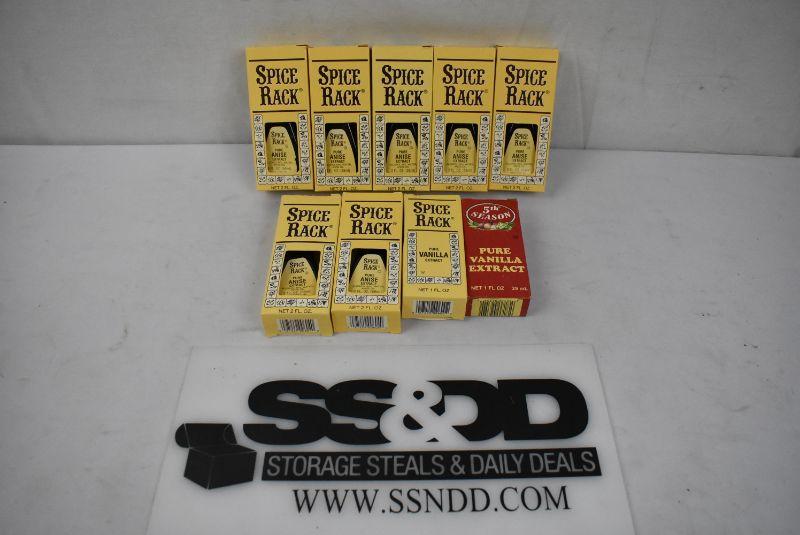 SPICE
RACK®
SPICE
RACK
PURE
ANISE
EXTRACT
NET 2 FL. OZ.
SPICE
RACK®
SPICE
RACK
PURE
ANISE
EXTRACT
NET 2 FL. OZ.
SPICE
RACK®
SPICE
RACK
PURE
ANISE
EXTRACT
NET 2 FL. OZ.
SPICE
RACK®
SPICE
RACK
PURE
ANISE
EXTRACT
NET 2 FL. OZ.
SPICE
RACK®
SPICE
RACK
PURE
ANISE
EXTRACT
NET 2 FL. OZ.
SPICE
RACK®
SPICE
RACK
PURE
ANISE
NET 2 FL. OZ.
SPICE
RACK®
SPICE
RACK
PURE
ANISE
NET 2 FL. OZ.
SPICE
RACK®
PURE
VANILLA
EXTRACT
NET 1 FL. OZ
5th
SEASON
PURE
VANILLA
EXTRACT
NET 1 FL OZ 29 mL
SS&DD
STORAGE STEALS & DAILY DEALS
WWW.SSNDD.COM